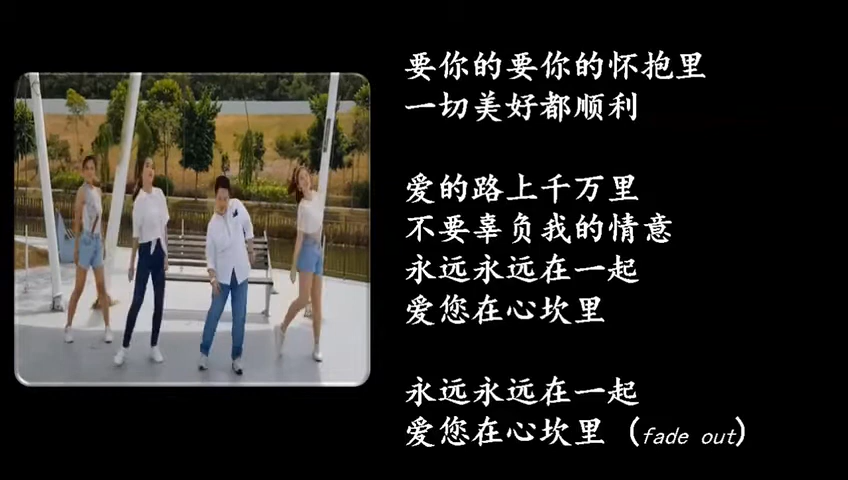 要你的要你的怀抱里
一切美好都顺利
爱的路上千万里
不要辜负我的情意
永远永远在一起
爱您在心坎里
永远永远在一起
爱您在心坎里 (fade out)